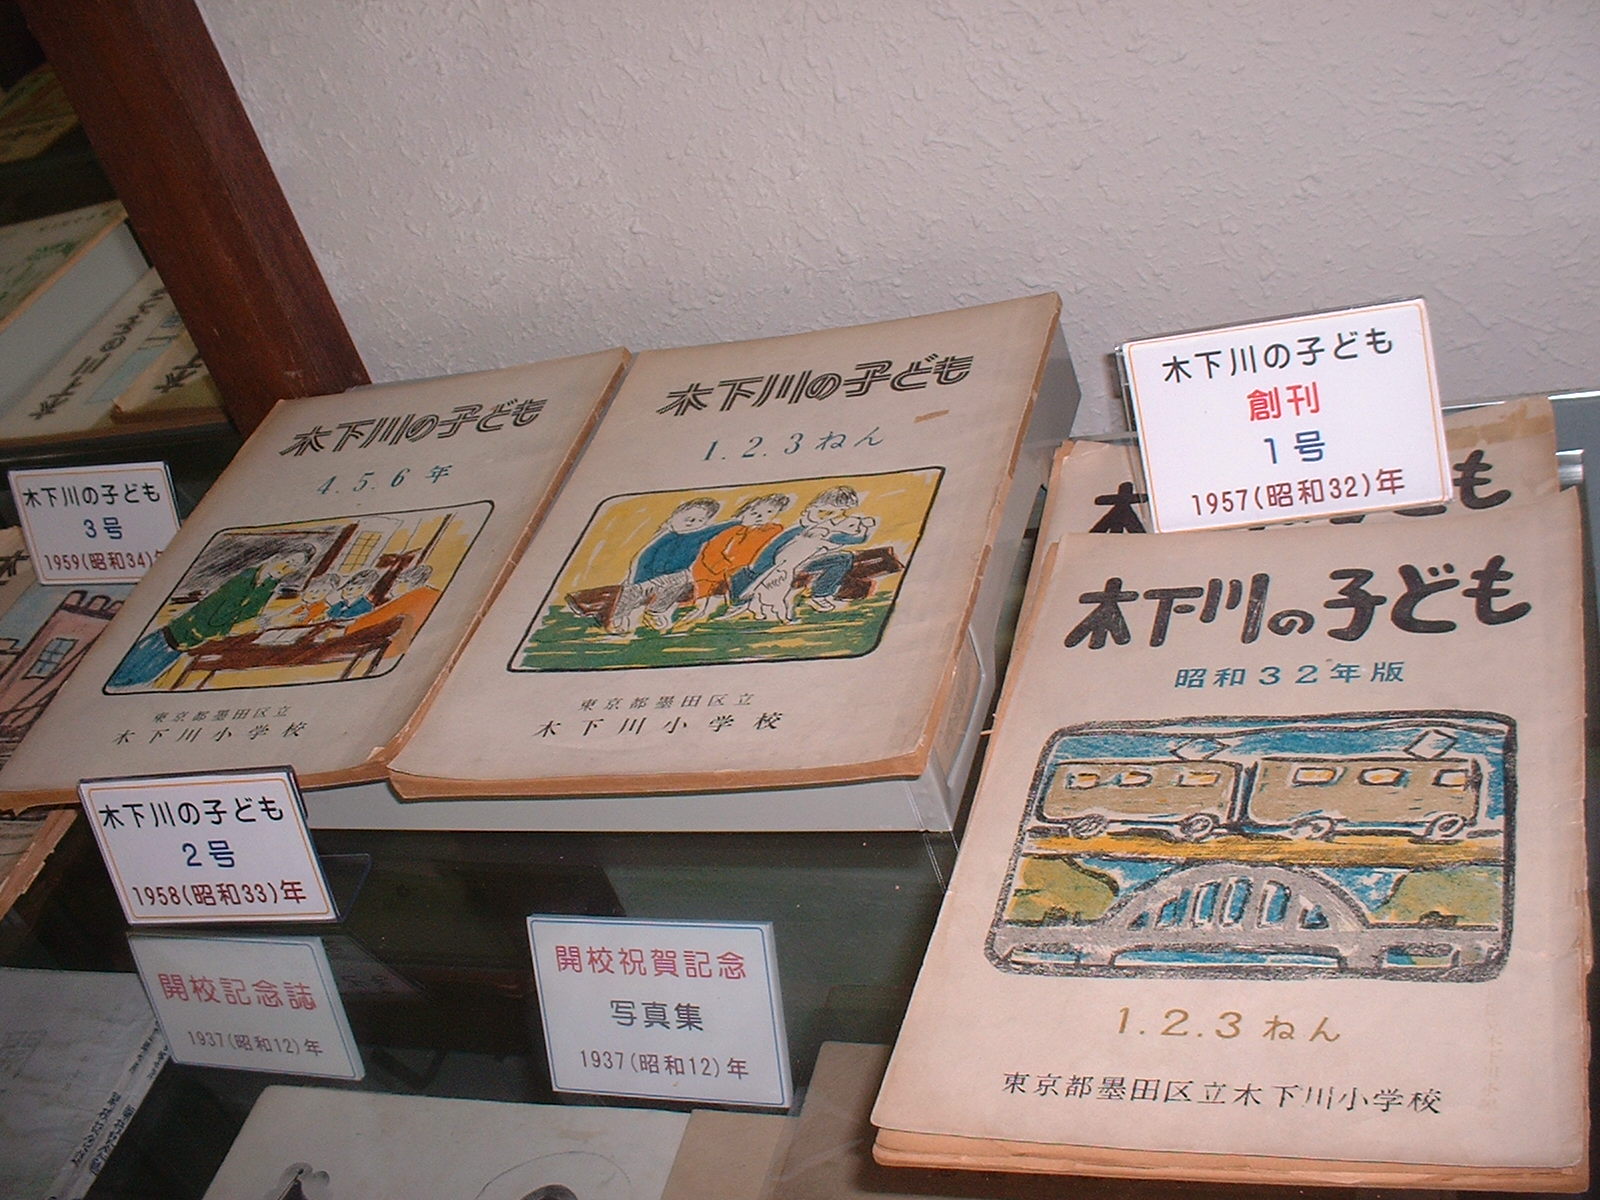 木下川の子ども
3号
1959(昭和34)年
木下川の子ども
4.5.6年
東京都墨田区立
木下川小学校
木下川の子ども
1.2.3ねん
東京都墨田区立
木下川小学校
木下川の子ども
創刊
1号
1957(昭和32)年
木下川の子ども
昭和32年版
1.2.3ねん
東京都墨田区立木下川小学校
木下川の子ども
2号
1958(昭和33)年
開校記念誌
1937(昭和12)年
開校祝賀記念
写真集
1937(昭和12)年